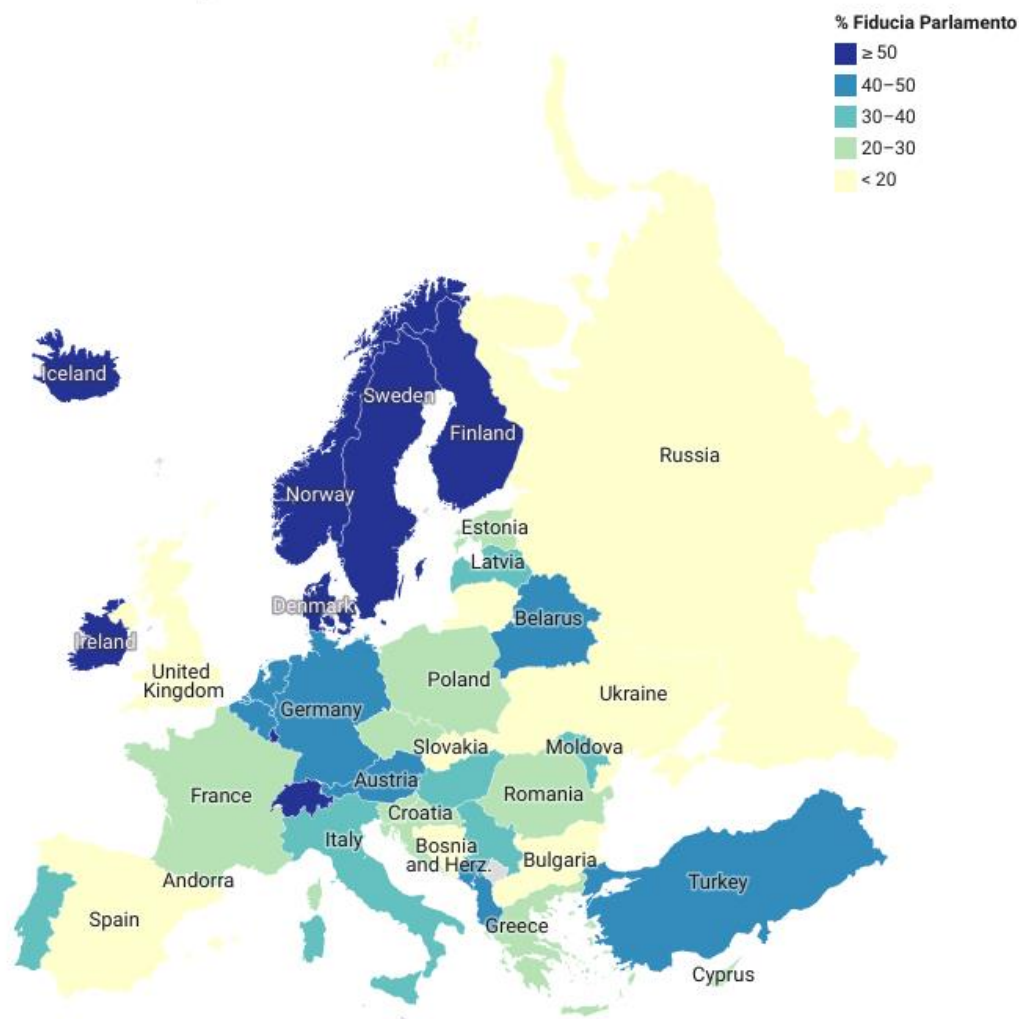 % Fiducia Parlamento
≥ 50
40–50
30–40
20–30
< 20
Iceland
Sweden
Finland
Russia
Norway
Estonia
Latvia
Denmark
Belarus
Ireland
United
Kingdom
Poland
Ukraine
Germany
Slovakia
Moldova
Austria
France
Romania
Croatia
Italy
Bosnia
and Herz.
Bulgaria
Andorra
Turkey
Spain
Greece
Cyprus